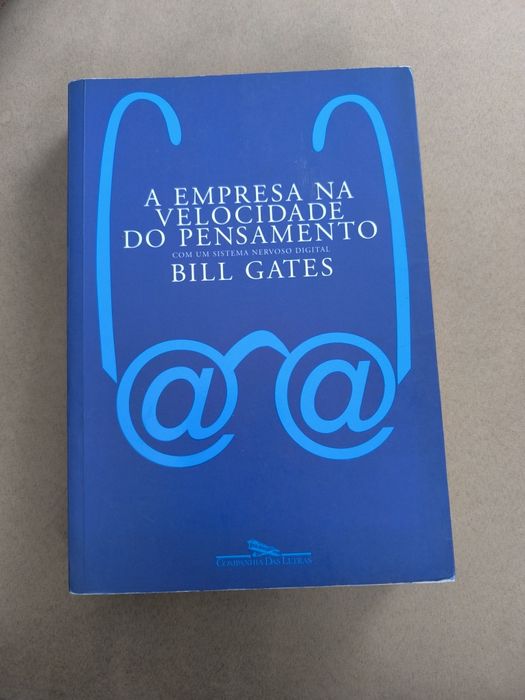 A EMPRESA NA
VELOCIDADE
DO PENSAMENTO
COM UM SISTEMA NERVOSO DIGITAL
BILL GATES
@ @
COMPANHIA DAS LETRAS